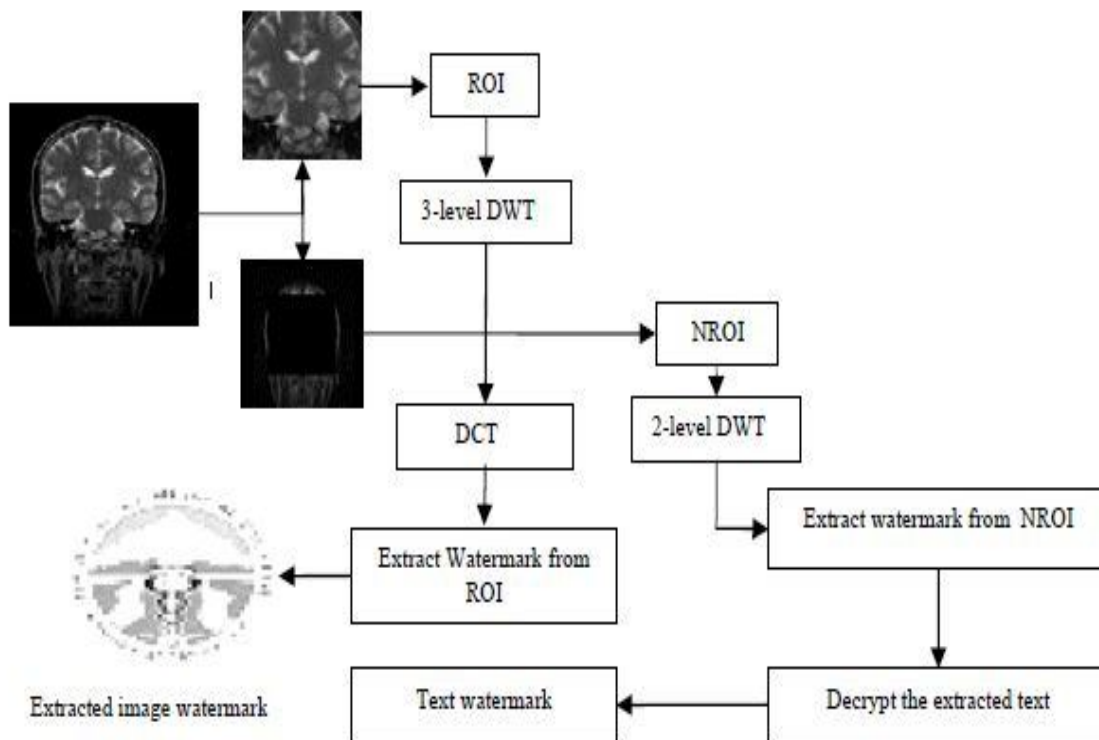 ROI
3-level DWT
NROI
DCT
2-level DWT
Extract watermark from NROI
Extract Watermark from
ROI
Extracted image watermark
Text watermark
Decrypt the extracted text